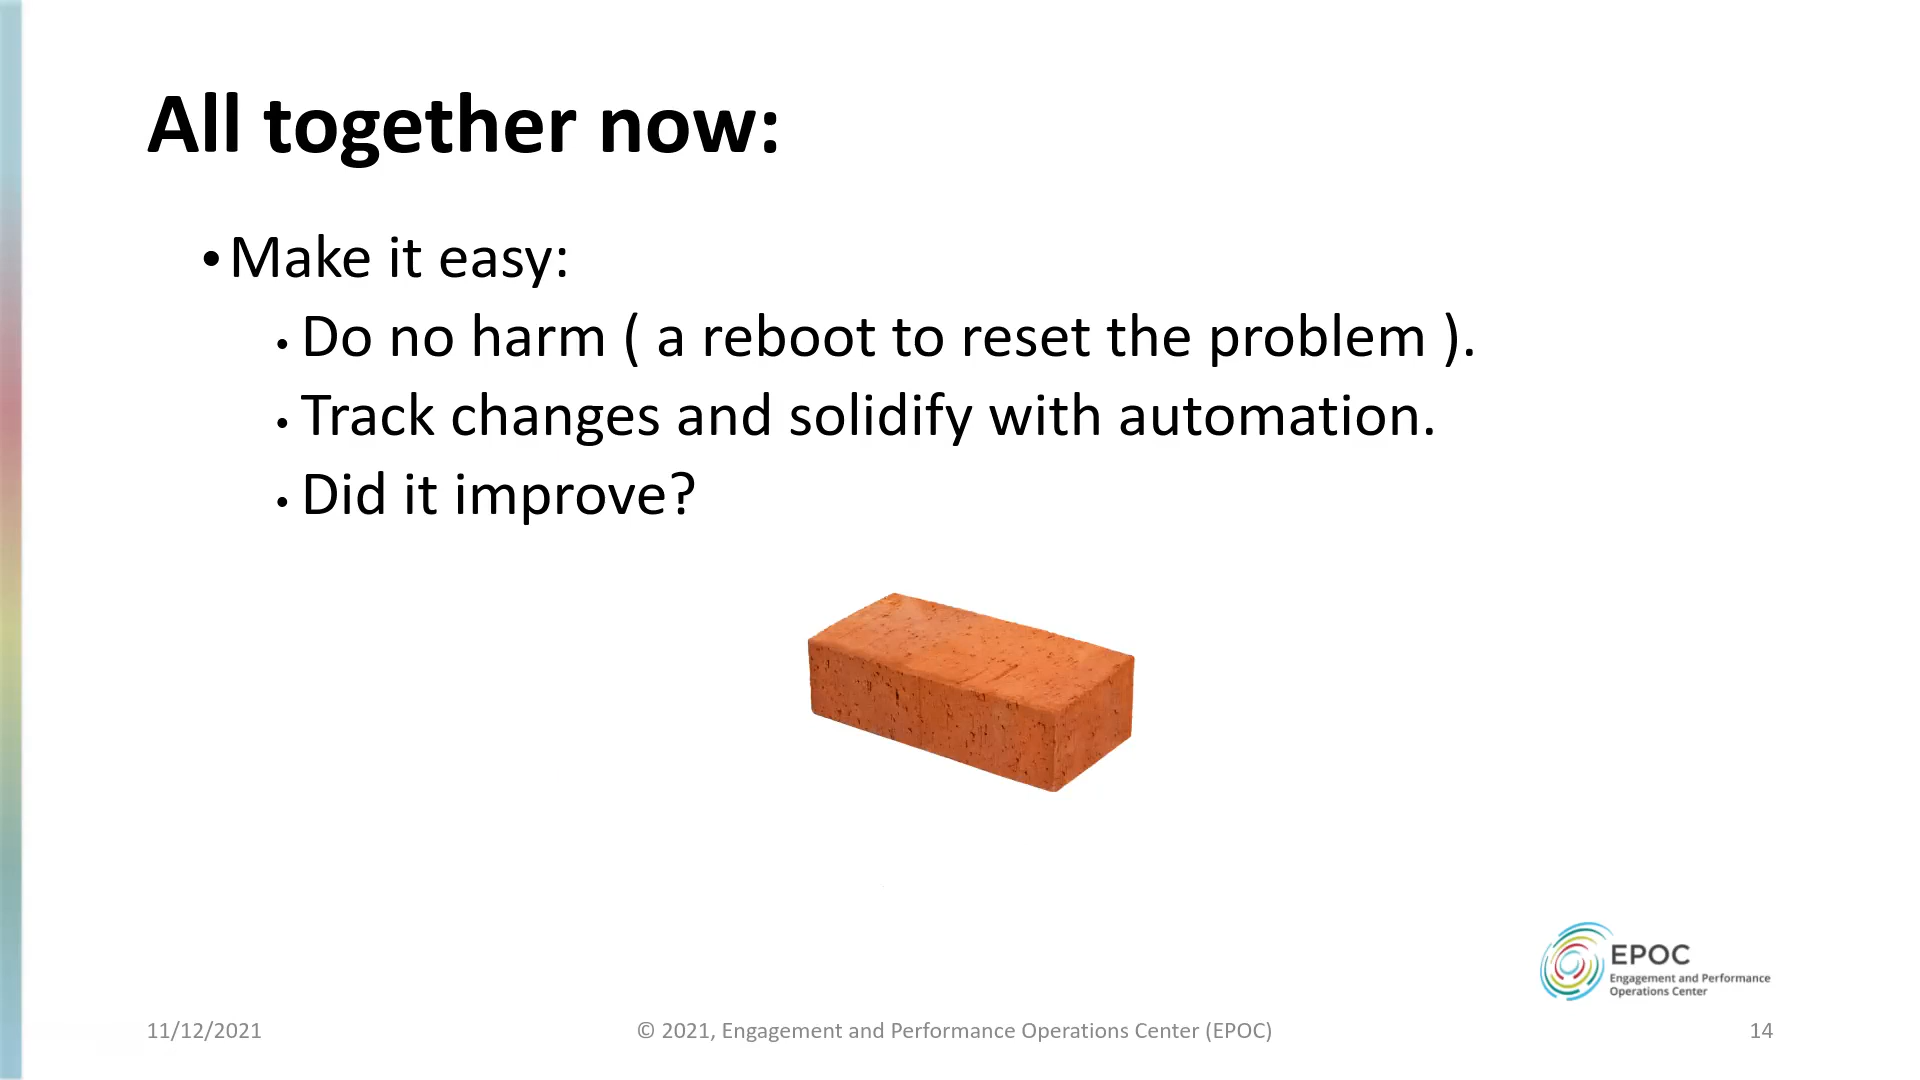 All together now:
• Make it easy:
• Do no harm ( a reboot to reset the problem ).
• Track changes and solidify with automation.
• Did it improve?
EPOC
Engagement and Performance
Operations Center
11/12/2021
© 2021, Engagement and Performance Operations Center (EPOC)
14